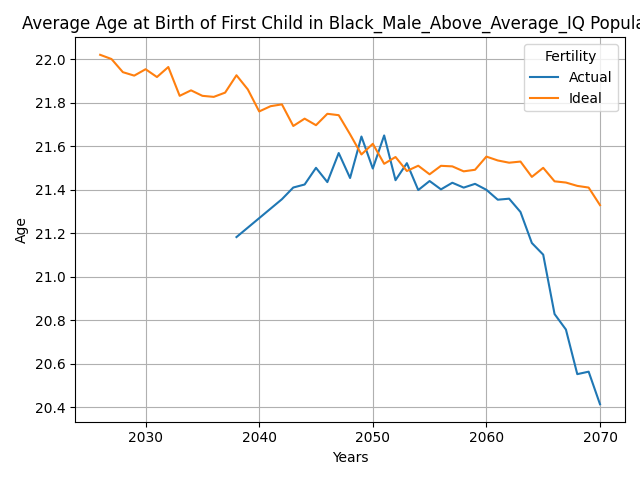 Average Age at Birth of First Child in Black_Male_Above_Average_IQ Popula
Fertility
Actual
Ideal
22.0
21.8
21.6
21.4
21.2
21.0
20.8
20.6
20.4
Age
2030 2040 2050 2060 2070
Years